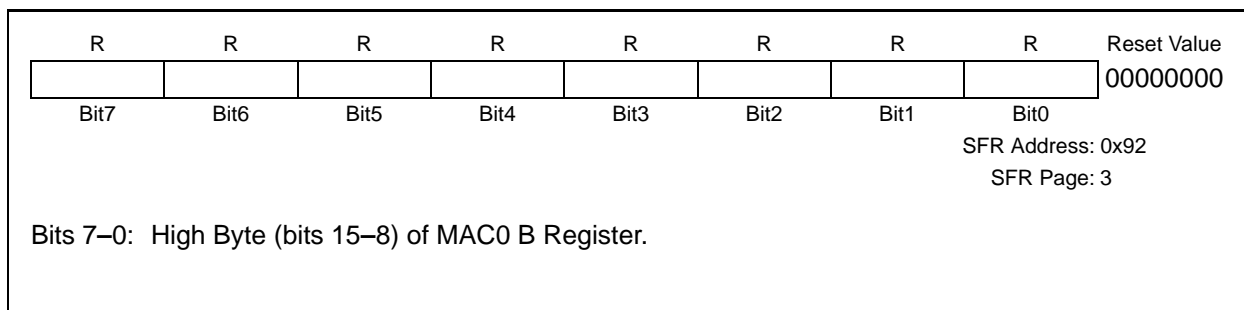 R R R R R R R R Reset Value
00000000
Bit7 Bit6 Bit5 Bit4 Bit3 Bit2 Bit1 Bit0
SFR Address: 0x92
SFR Page: 3
Bits 7–0: High Byte (bits 15–8) of MAC0 B Register.